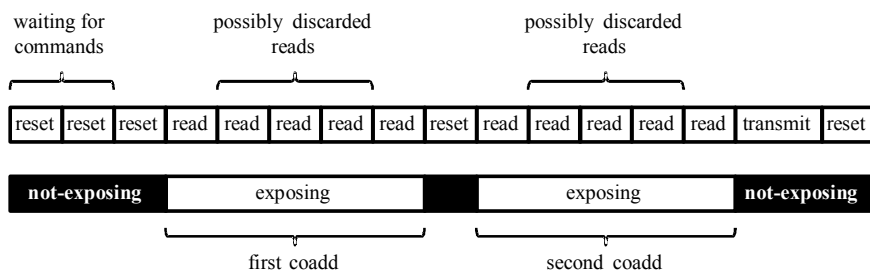 waiting for
commands
possibly discarded
reads
possibly discarded
reads
reset reset reset read read read read read reset read read read read read transmit reset
not-exposing exposing exposing not-exposing
first coadd second coadd